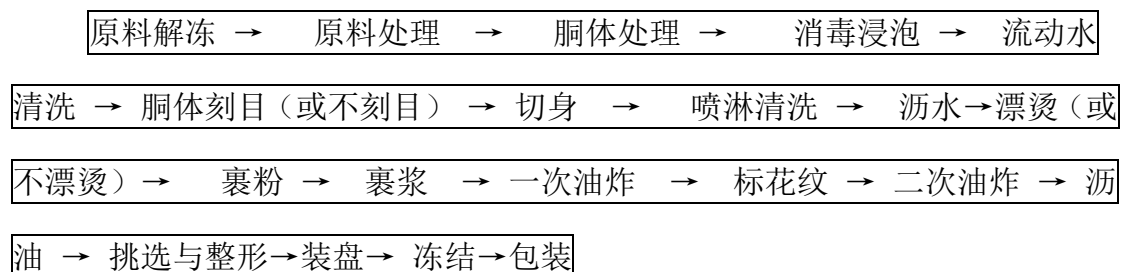 原料解冻 → 原料处理 → 胴体处理 → 消毒浸泡 → 流动水
清洗 → 胴体刻目（或不刻目） → 切身 → 喷淋清洗 → 沥水→漂烫（或
不漂烫）→ 裹粉 → 裹浆 → 一次油炸 → 标花纹 → 二次油炸 → 沥
油 → 挑选与整形→装盘→ 冻结→包装